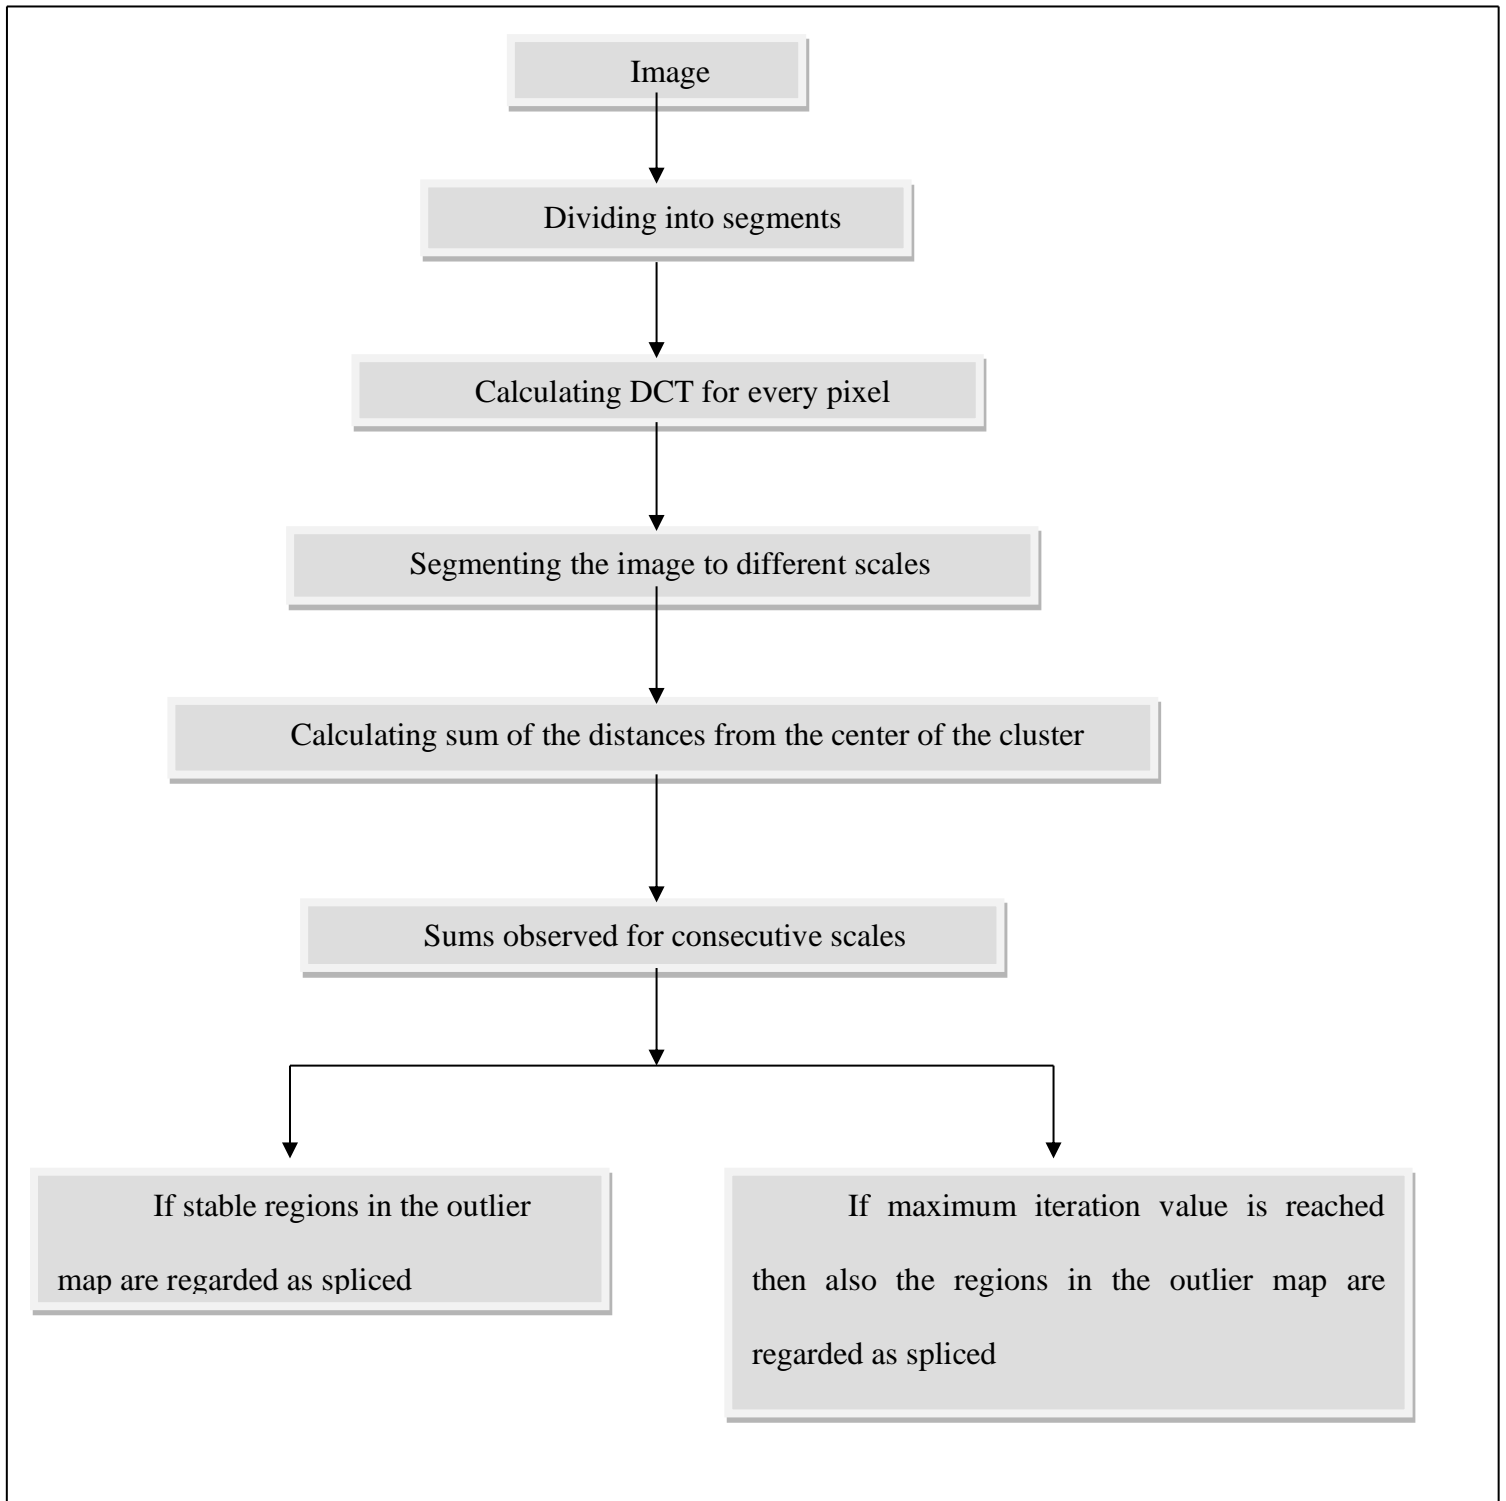 Image
Dividing into segments
Calculating DCT for every pixel
Segmenting the image to different scales
Calculating sum of the distances from the center of the cluster
Sums observed for consecutive scales
If stable regions in the outlier
map are regarded as spliced
If maximum iteration value is reached
then also the regions in the outlier map are
regarded as spliced